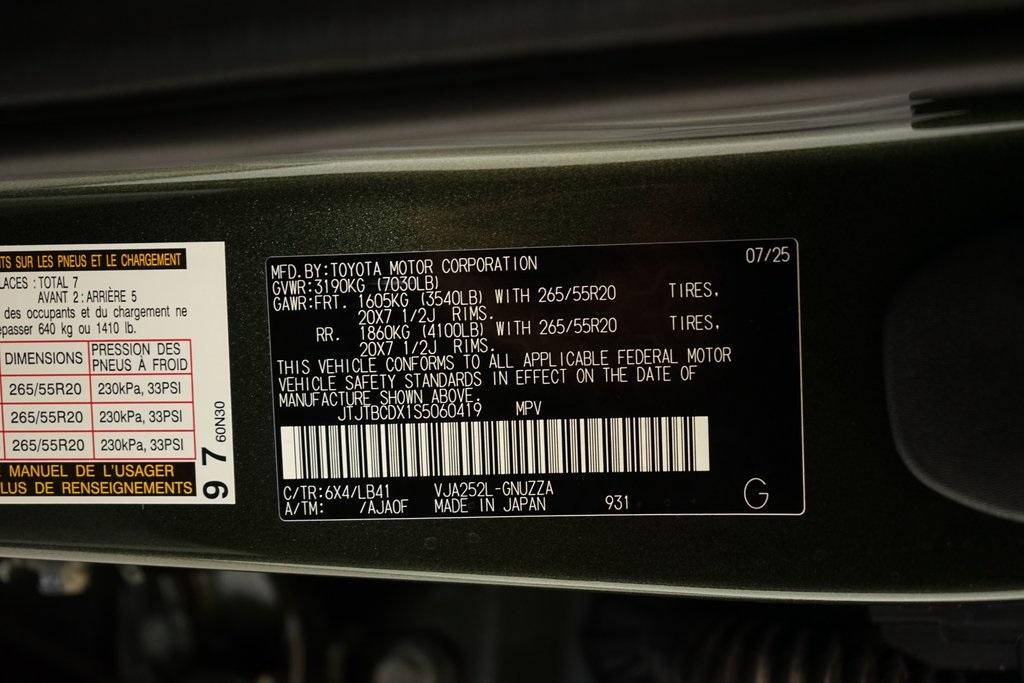 TS SUR LES PNEUS ET LE CHARGEMENT
LACES : TOTAL 7
AVANT 2 : ARRIÈRE 5
des occupants et du chargement ne
epasser 640 kg ou 1410 lb.
DIMENSIONS PRESSION DES PNEUS À FROID
265/55R20 230kPa, 33PSI
265/55R20 230kPa, 33PSI
265/55R20 230kPa, 33PSI
MANUEL DE L'USAGER
LUS DE RENSEIGNEMENTS
97 60N30
07/25
MFD.BY:TOYOTA MOTOR CORPORATION
GVWR:3190KG (7030LB)
GAWR:FRT. 1605KG (3540LB) WITH 265/55R20 TIRES,
20X7 1/2J RIMS.
RR. 1860KG (4100LB) WITH 265/55R20 TIRES,
20X7 1/2J RIMS.
THIS VEHICLE CONFORMS TO ALL APPLICABLE FEDERAL MOTOR
VEHICLE SAFETY STANDARDS IN EFFECT ON THE DATE OF
MANUFACTURE SHOWN ABOVE.
JTJTBCDX1S5060419 MPV
C/TR:6X4/LB41 VJA252L-GNUZZA
A/TM: /AJA0F MADE IN JAPAN 931
G